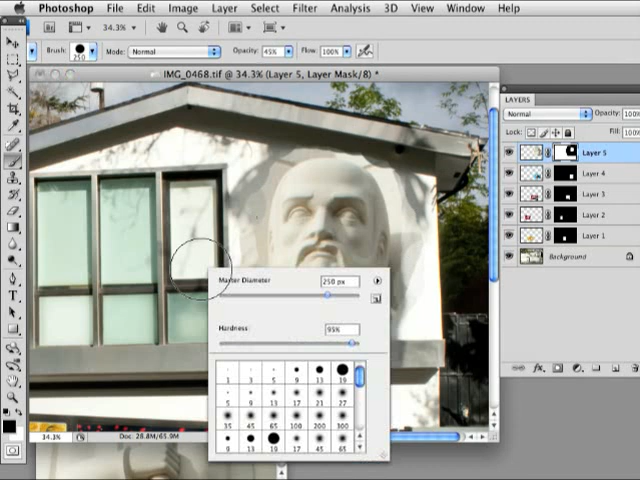 Photoshop File Edit Image Layer Select Filter Analysis 3D View Window Help
34.3%
Brush: 250 Mode: Normal Opacity: 45% Flow: 100%
IMG_0468.tif @ 34.3% (Layer 5, Layer Mask/8) *
LAYERS
Normal Opacity: 100%
Lock: Fill: 100%
Layer 5
Layer 4
Layer 3
Layer 2
Layer 1
Background
Master Diameter 250 px
Hardness: 95%
1 3 5 9 13 19
5 9 13 17 21 27
35 45 65 100 200 300
9 13 19 17 45 65
34.3% Doc: 28.8M/65.9M